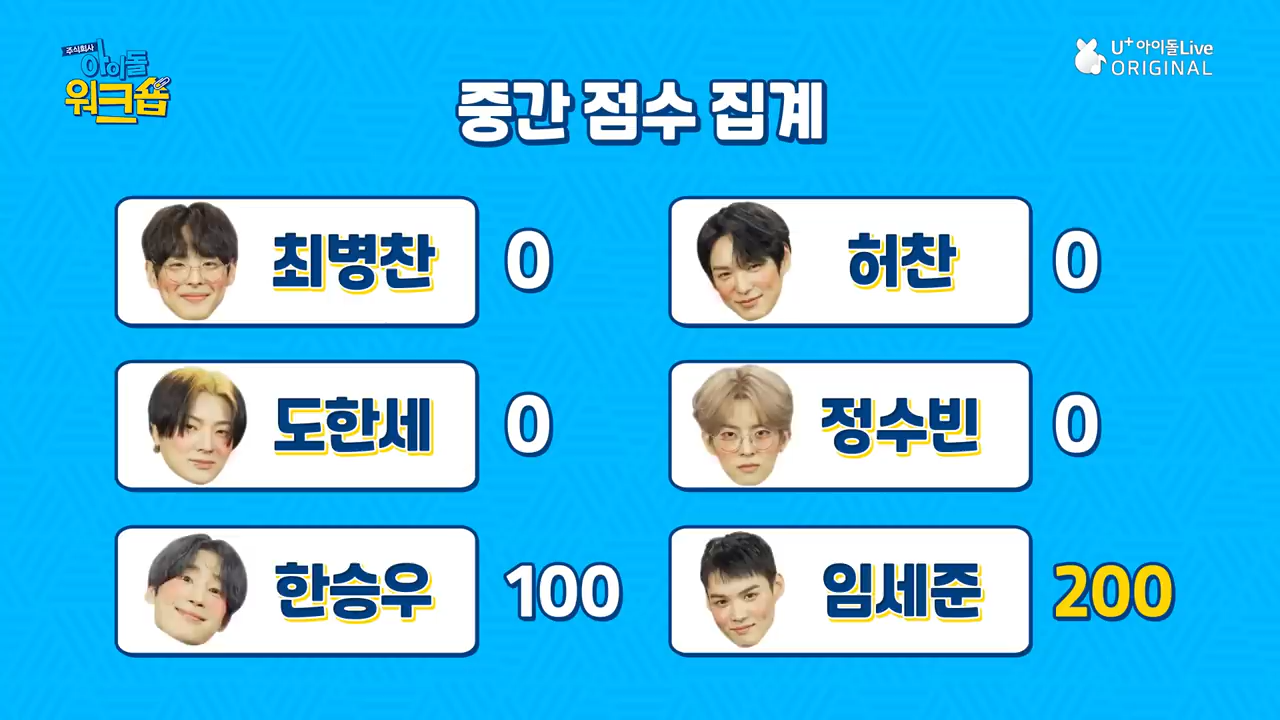 주식회사
아이돌
워크숍
U+아이돌Live
ORIGINAL
중간 점수 집계
최병찬 0
허찬 0
도한세 0
정수빈 0
한승우 100
임세준 200